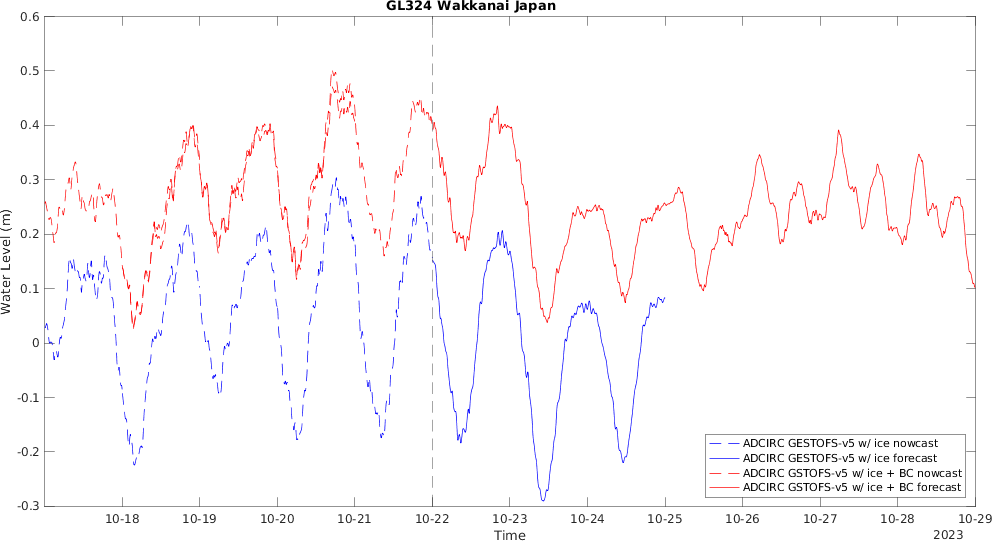 GL324 Wakkanai Japan
0.6
0.5
0.4
0.3
0.2
0.1
0
-0.1
-0.2
-0.3
Water Level (m)
ADCIRC GESTOFS-v5 w/ ice nowcast
ADCIRC GESTOFS-v5 w/ ice forecast
ADCIRC GSTOFS-v5 w/ ice + BC nowcast
ADCIRC GSTOFS-v5 w/ ice + BC forecast
10-18 10-19 10-20 10-21 10-22 10-23 10-24 10-25 10-26 10-27 10-28 10-29
Time
2023